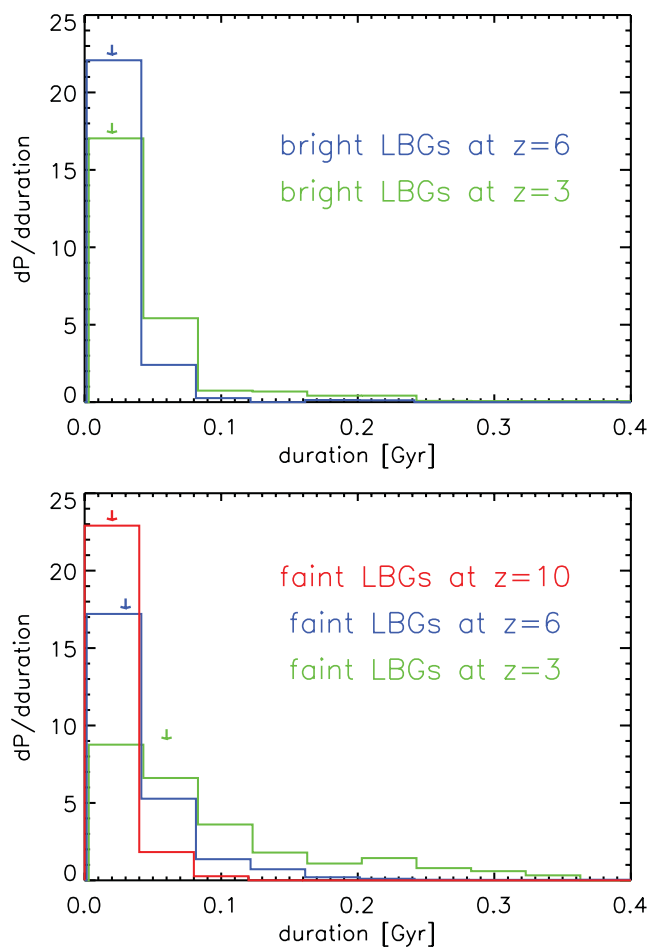 25
20
15
10
5
0
dP/dduration
bright LBGs at z=6
bright LBGs at z=3
0.0 0.1 0.2 0.3 0.4
duration [Gyr]
25
20
15
10
5
0
dP/dduration
faint LBGs at z=10
faint LBGs at z=6
faint LBGs at z=3
0.0 0.1 0.2 0.3 0.4
duration [Gyr]